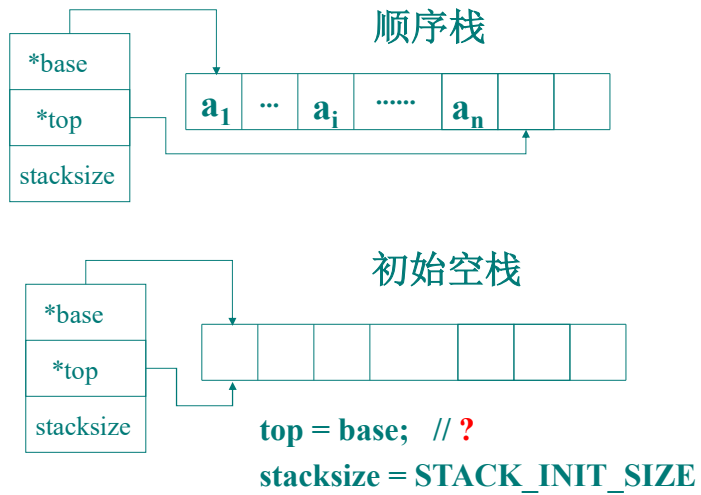 顺序栈
*base
*top
stacksize
a1 ... ai ...... an
初始空栈
*base
*top
stacksize
top = base; // ?
stacksize = STACK_INIT_SIZE